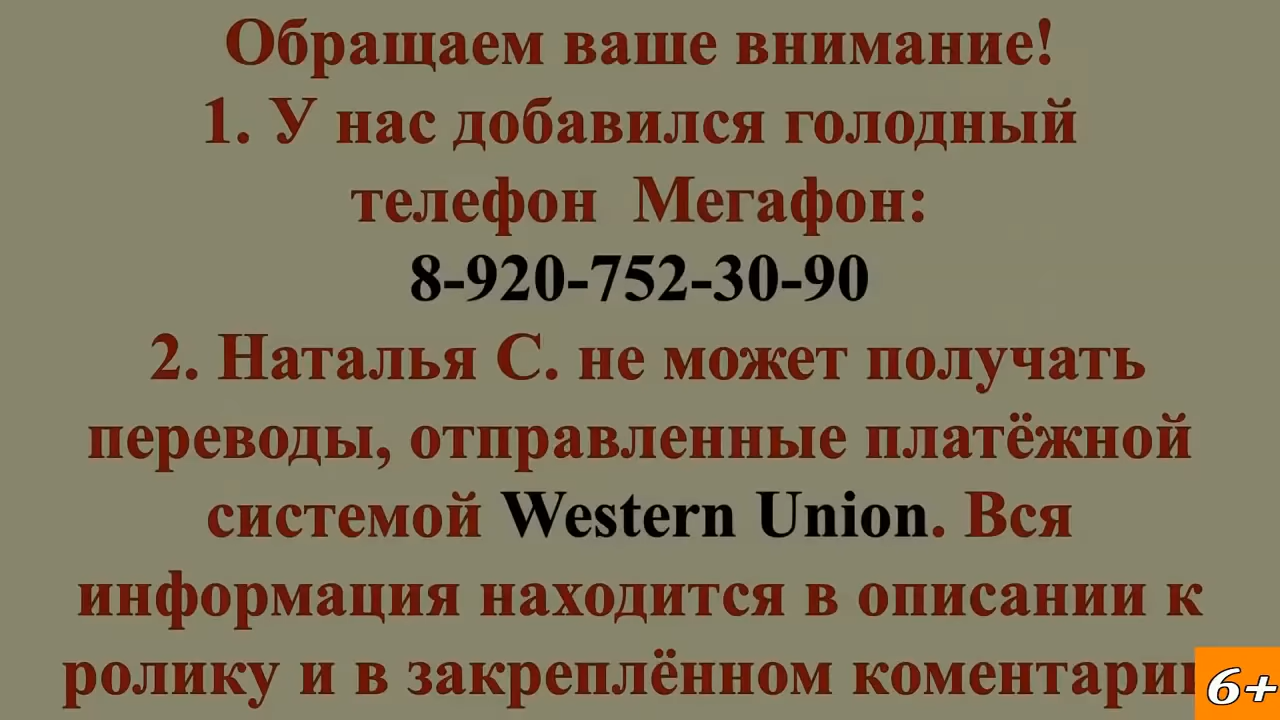 Обращаем ваше внимание!
1. У нас добавился голодный
телефон Мегафон:
8-920-752-30-90
2. Наталья С. не может получать
переводы, отправленные платёжной
системой Western Union. Вся
информация находится в описании к
ролику и в закреплённом коментари
6+